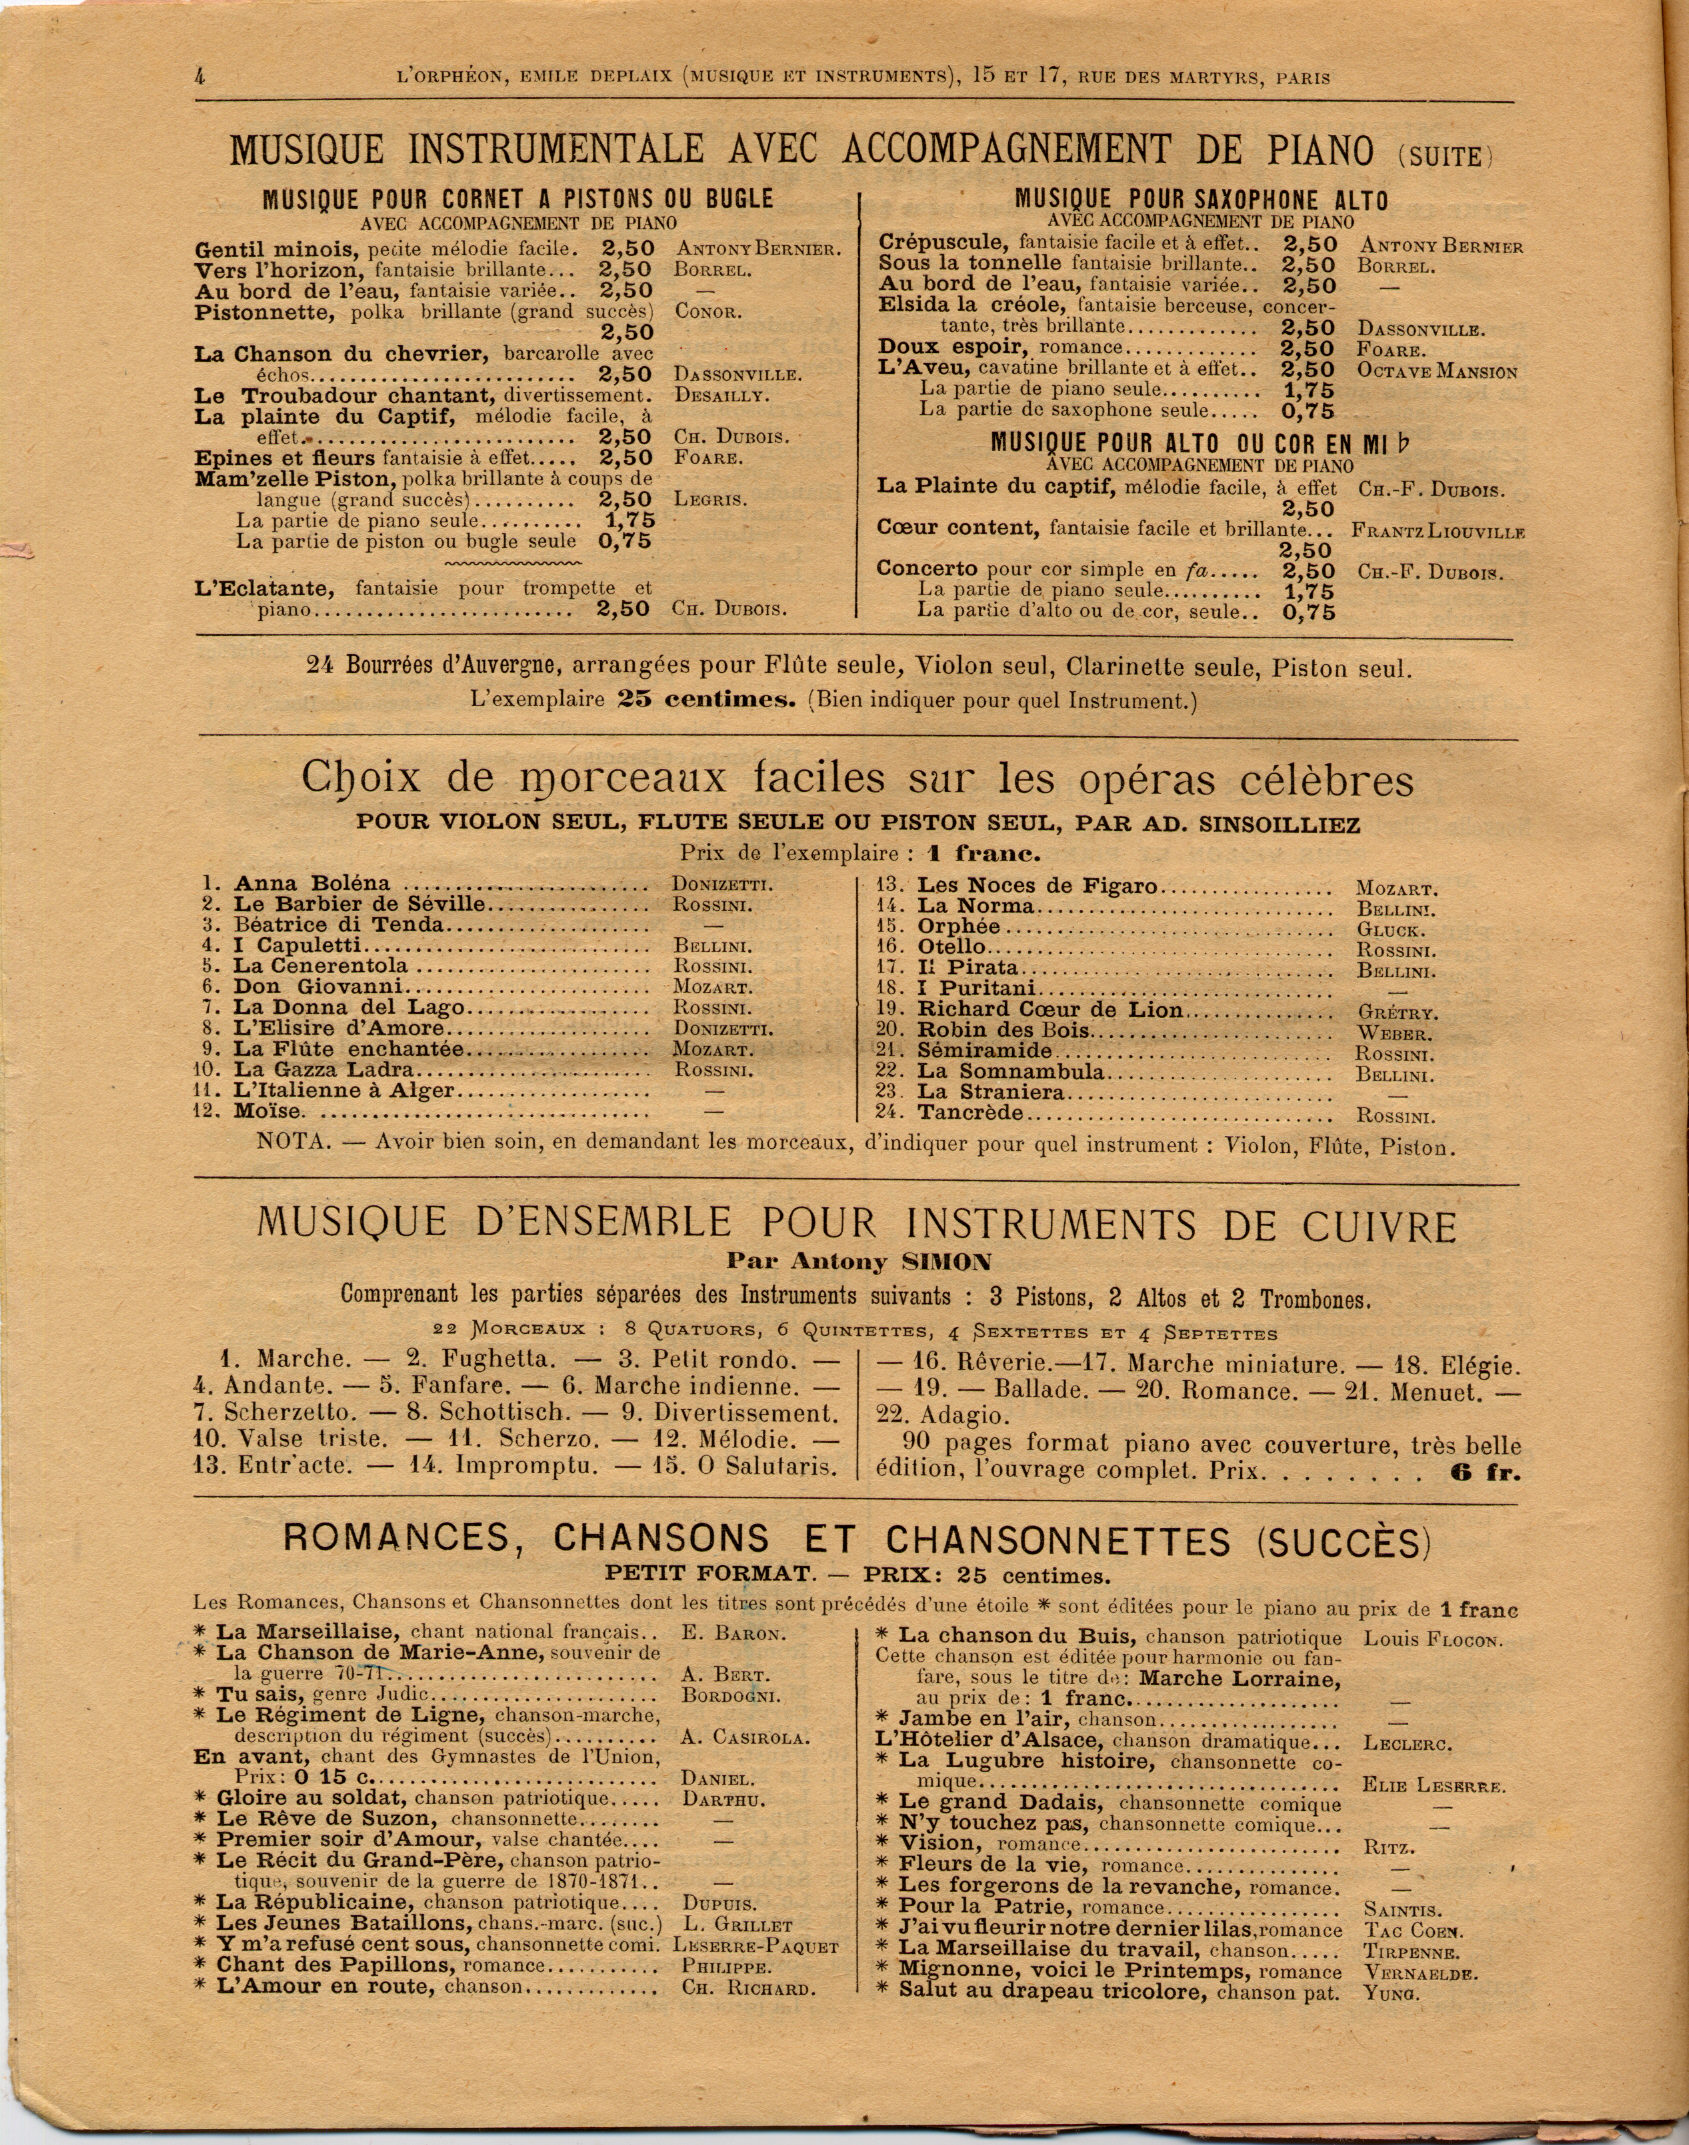 4
L'ORPHÉON, EMILE DEPLAIX (MUSIQUE ET INSTRUMENTS), 15 ET 17, RUE DES MARTYRS, PARIS
MUSIQUE INSTRUMENTALE AVEC ACCOMPAGNEMENT DE PIANO (SUITE)
MUSIQUE POUR CORNET A PISTONS OU BUGLE
AVEC ACCOMPAGNEMENT DE PIANO
Gentil minois, petite mélodie facile. 2,50 ANTONY BERNIER.
Vers l'horizon, fantaisie brillante... 2,50 BORREL.
Au bord de l'eau, fantaisie variée.. 2,50 —
Pistonnette, polka brillante (grand succès) CONOR.
2,50
La Chanson du chevrier, barcarolle avec
échos.......................... 2,50 DASSONVILLE.
Le Troubadour chantant, divertissement. DESAILLY.
La plainte du Captif, mélodie facile, à
effet........................... 2,50 CH. DUBOIS.
Epines et fleurs fantaisie à effet..... 2,50 FOARE.
Mam'zelle Piston, polka brillante à coups de
langue (grand succès).......... 2,50 LEGRIS.
La partie de piano seule.......... 1,75
La partie de piston ou bugle seule 0,75
L'Eclatante, fantaisie pour trompette et
piano.......................... 2,50 CH. DUBOIS.
MUSIQUE POUR SAXOPHONE ALTO
AVEC ACCOMPAGNEMENT DE PIANO
Crépuscule, fantaisie facile et à effet.. 2,50 ANTONY BERNIER
Sous la tonnelle fantaisie brillante.. 2,50 BORREL.
Au bord de l'eau, fantaisie variée.. 2,50 —
Elsida la créole, fantaisie berceuse, concer-
tante, très brillante............. 2,50 DASSONVILLE.
Doux espoir, romance............. 2,50 FOARE.
L'Aveu, cavatine brillante et à effet.. 2,50 OCTAVE MANSION
La partie de piano seule.......... 1,75
La partie de saxophone seule..... 0,75
MUSIQUE POUR ALTO OU COR EN MI ♭
AVEC ACCOMPAGNEMENT DE PIANO
La Plainte du captif, mélodie facile, à effet CH.-F. DUBOIS.
2,50
Cœur content, fantaisie facile et brillante... FRANTZ LIOUVILLE
2,50
Concerto pour cor simple en fa..... 2,50 CH.-F. DUBOIS.
La partie de piano seule.......... 1,75
La partie d'alto ou de cor, seule.. 0,75
24 Bourrées d'Auvergne, arrangées pour Flûte seule, Violon seul, Clarinette seule, Piston seul.
L'exemplaire 25 centimes. (Bien indiquer pour quel Instrument.)
Choix de morceaux faciles sur les opéras célèbres
POUR VIOLON SEUL, FLUTE SEULE OU PISTON SEUL, PAR AD. SINSOILLIEZ
Prix de l'exemplaire : 1 franc.
1. Anna Boléna ........................ DONIZETTI.
2. Le Barbier de Séville................ ROSSINI.
3. Béatrice di Tenda.................... —
4. I Capuletti............................ BELLINI.
5. La Cenerentola ....................... ROSSINI.
6. Don Giovanni........................ MOZART.
7. La Donna del Lago.................. ROSSINI.
8. L'Elisire d'Amore.................... DONIZETTI.
9. La Flûte enchantée.................. MOZART.
10. La Gazza Ladra....................... ROSSINI.
11. L'Italienne à Alger................... —
12. Moïse. ................................ —
13. Les Noces de Figaro................. MOZART.
14. La Norma............................. BELLINI.
15. Orphée................................ GLUCK.
16. Otello.................................. ROSSINI.
17. Il Pirata............................... BELLINI.
18. I Puritani............................. —
19. Richard Cœur de Lion............... GRÉTRY.
20. Robin des Bois........................ WEBER.
21. Sémiramide........................... ROSSINI.
22. La Somnambula...................... BELLINI.
23. La Straniera.......................... —
24. Tancrède.............................. ROSSINI.
NOTA. — Avoir bien soin, en demandant les morceaux, d'indiquer pour quel instrument : Violon, Flûte, Piston.
MUSIQUE D'ENSEMBLE POUR INSTRUMENTS DE CUIVRE
Par Antony SIMON
Comprenant les parties séparées des Instruments suivants : 3 Pistons, 2 Altos et 2 Trombones.
22 MORCEAUX : 8 QUATUORS, 6 QUINTETTES, 4 SEXTETTES ET 4 SEPTETTES
1. Marche. — 2. Fughetta. — 3. Petit rondo. —
4. Andante. — 5. Fanfare. — 6. Marche indienne. —
7. Scherzetto. — 8. Schottisch. — 9. Divertissement.
10. Valse triste. — 11. Scherzo. — 12. Mélodie. —
13. Entr'acte. — 14. Impromptu. — 15. O Salutaris.
— 16. Rêverie.—17. Marche miniature. — 18. Elégie.
— 19. — Ballade. — 20. Romance. — 21. Menuet. —
22. Adagio.
90 pages format piano avec couverture, très belle
édition, l'ouvrage complet. Prix. . . . . . . . . 6 fr.
ROMANCES, CHANSONS ET CHANSONNETTES (SUCCÈS)
PETIT FORMAT. — PRIX: 25 centimes.
Les Romances, Chansons et Chansonnettes dont les titres sont précédés d'une étoile * sont éditées pour le piano au prix de 1 franc
* La Marseillaise, chant national français.. E. BARON.
* La Chanson de Marie-Anne, souvenir de
la guerre 70-71.......................... A. BERT.
* Tu sais, genre Judic...................... BORDOGNI.
* Le Régiment de Ligne, chanson-marche,
description du régiment (succès).......... A. CASIROLA.
En avant, chant des Gymnastes de l'Union,
Prix: 0 15 c............................. DANIEL.
* Gloire au soldat, chanson patriotique..... DARTHU.
* Le Rêve de Suzon, chansonnette........ —
* Premier soir d'Amour, valse chantée.... —
* Le Récit du Grand-Père, chanson patrio-
tique, souvenir de la guerre de 1870-1871.. —
* La Républicaine, chanson patriotique.... DUPUIS.
* Les Jeunes Bataillons, chans.-marc. (suc.) L. GRILLET
* Y m'a refusé cent sous, chansonnette comi. LESERRE-PAQUET
* Chant des Papillons, romance........... PHILIPPE.
* L'Amour en route, chanson............. CH. RICHARD.
* La chanson du Buis, chanson patriotique Louis FLOCON.
Cette chanson est éditée pour harmonie ou fan-
fare, sous le titre de: Marche Lorraine,
au prix de: 1 franc..................... —
* Jambe en l'air, chanson.................. —
L'Hôtelier d'Alsace, chanson dramatique... LECLERC.
* La Lugubre histoire, chansonnette co-
mique.................................... ELIE LESERRE.
* Le grand Dadais, chansonnette comique —
* N'y touchez pas, chansonnette comique... —
* Vision, romance......................... RITZ.
* Fleurs de la vie, romance............... —
* Les forgerons de la revanche, romance. —
* Pour la Patrie, romance................. SAINTIS.
* J'ai vu fleurir notre dernier lilas, romance TAC COEN.
* La Marseillaise du travail, chanson..... TIRPENNE.
* Mignonne, voici le Printemps, romance VERNAELDE.
* Salut au drapeau tricolore, chanson pat. YUNG.